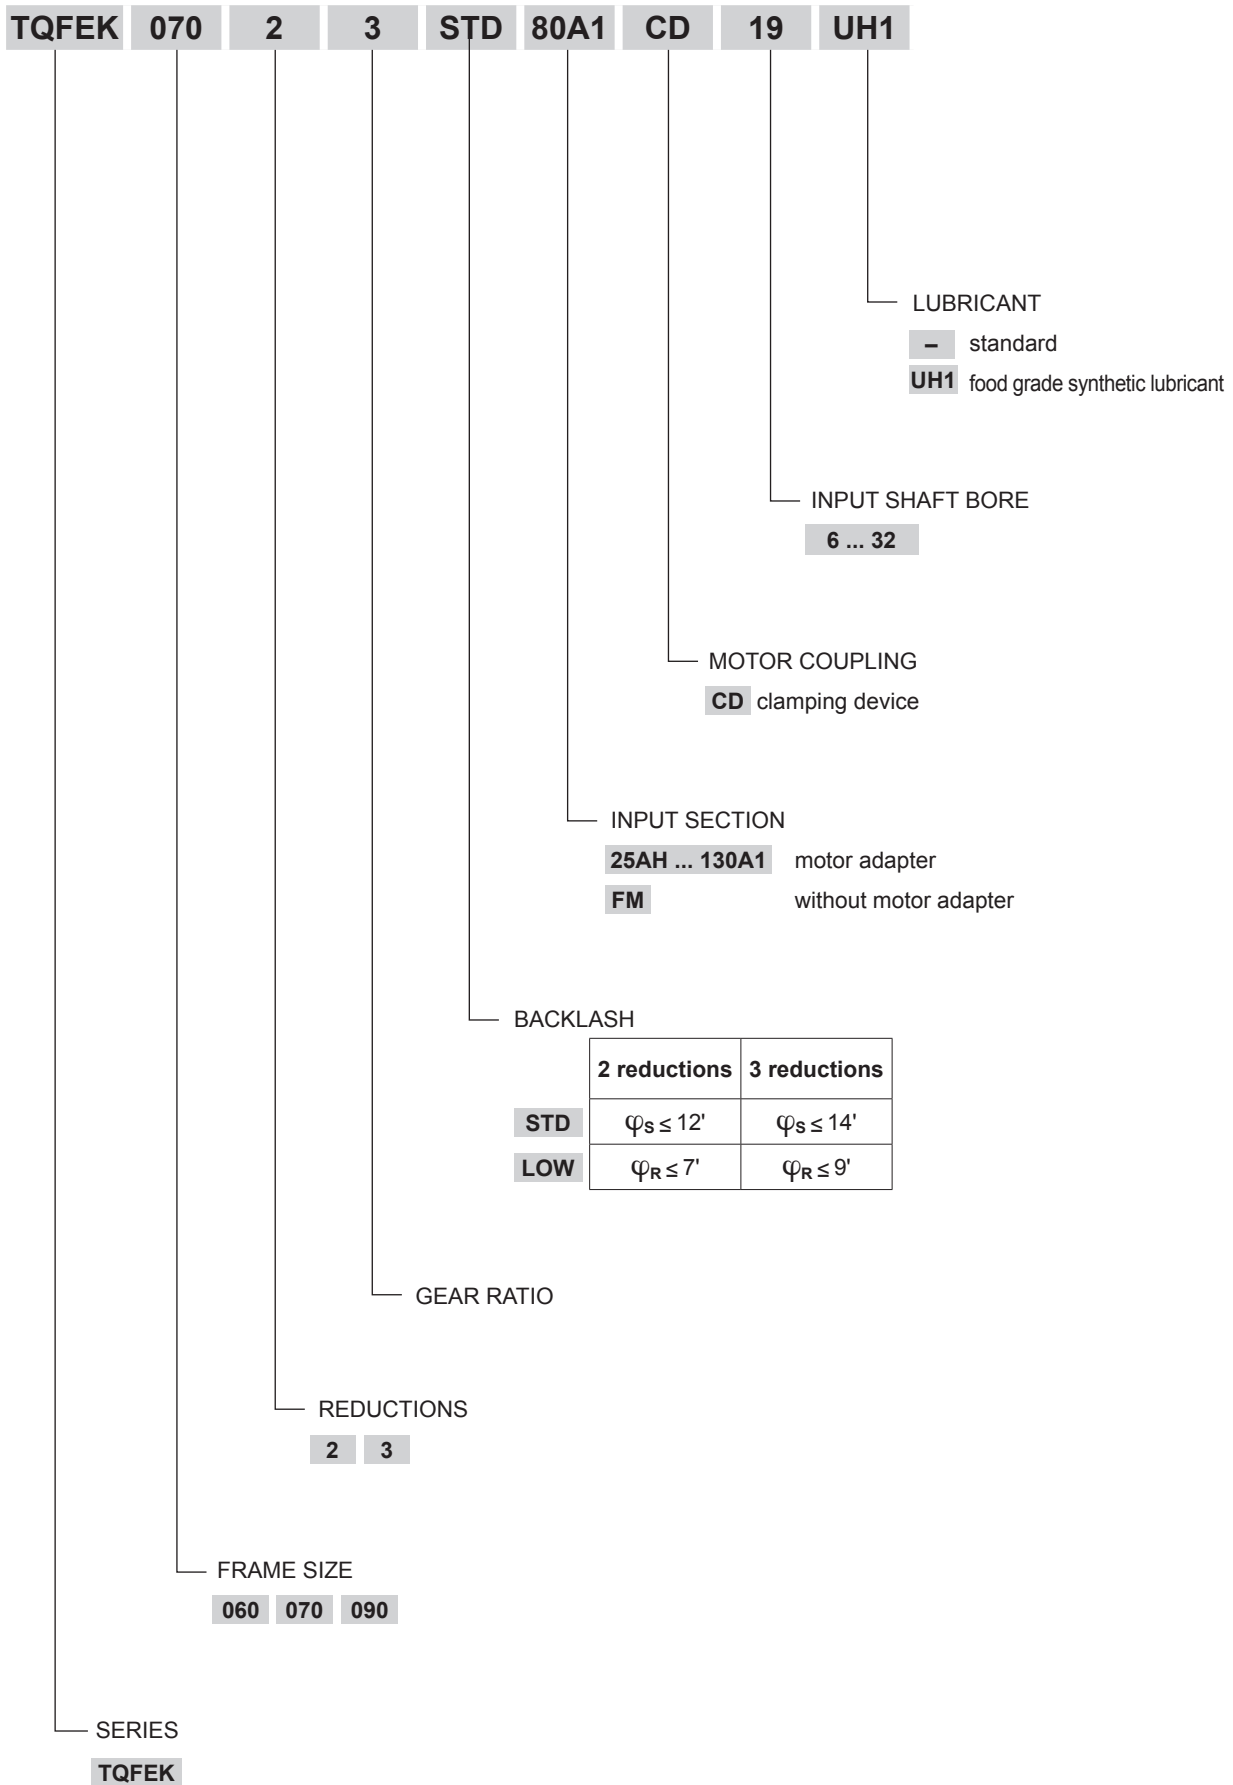 TQFEK 070 2 3 STD 80A1 CD 19 UH1
LUBRICANT
– standard
UH1 food grade synthetic lubricant
INPUT SHAFT BORE
6 ... 32
MOTOR COUPLING
CD clamping device
INPUT SECTION
25AH ... 130A1 motor adapter
FM without motor adapter
BACKLASH
2 reductions 3 reductions
STD φS ≤ 12' φS ≤ 14'
LOW φR ≤ 7' φR ≤ 9'
GEAR RATIO
REDUCTIONS
2 3
FRAME SIZE
060 070 090
SERIES
TQFEK